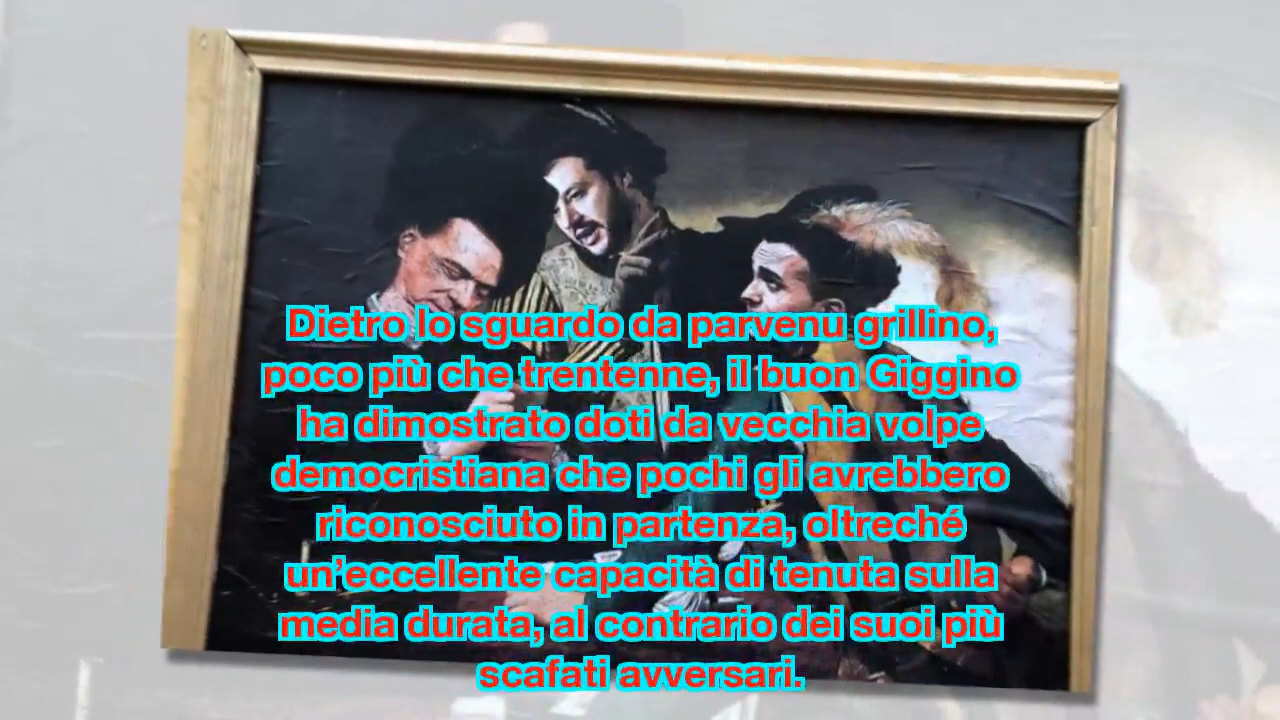 Dietro lo sguardo da parvenu grillino,
poco più che trentenne, il buon Giggino
ha dimostrato doti da vecchia volpe
democristiana che pochi gli avrebbero
riconosciuto in partenza, oltreché
un’eccellente capacità di tenuta sulla
media durata, al contrario dei suoi più
scafati avversari.